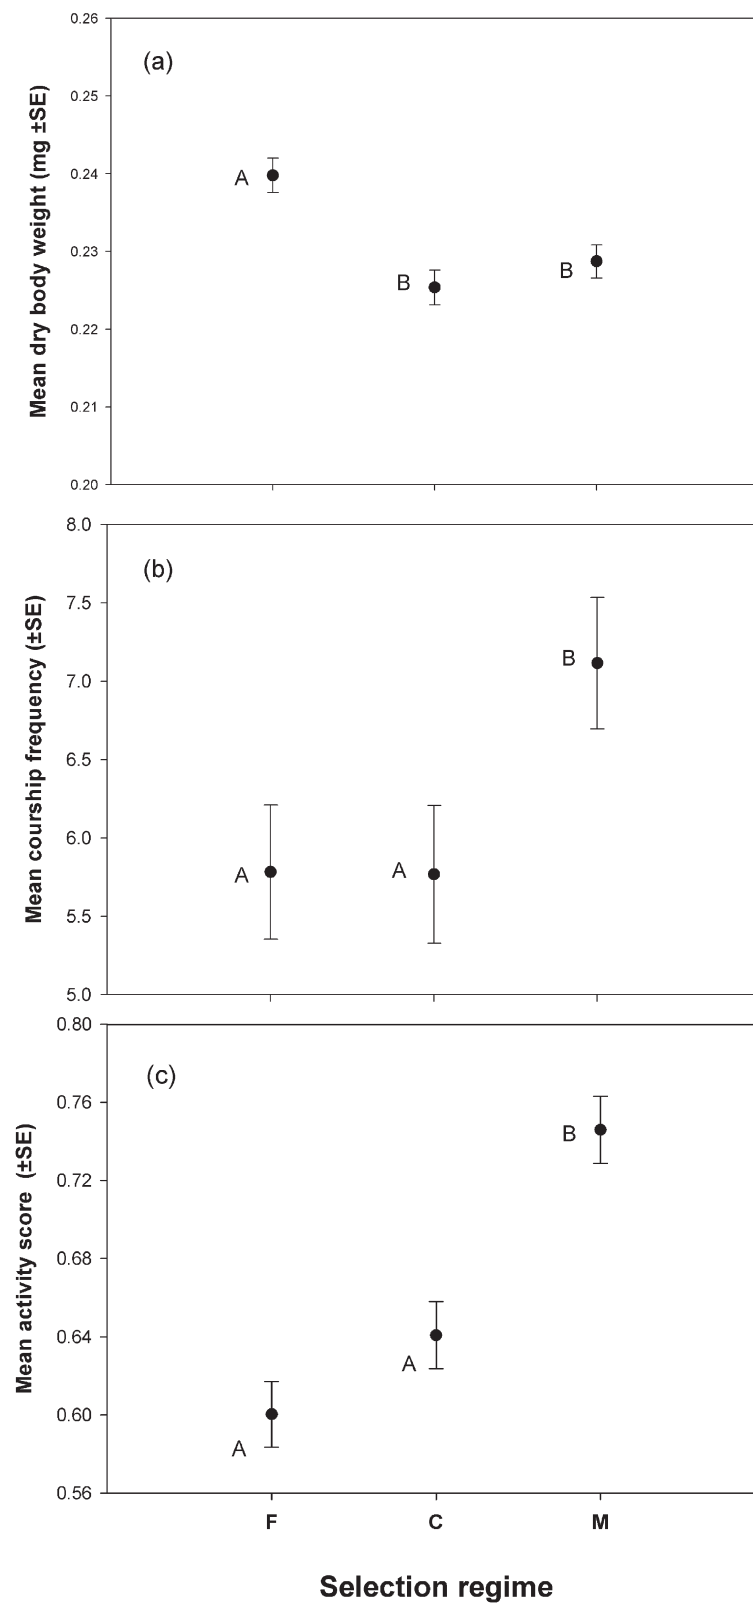 Mean dry body weight (mg ±SE)
0.26
0.25
0.24
0.23
0.22
0.21
0.20
(a)
A
B
B
Mean courship frequency (±SE)
8.0
7.5
7.0
6.5
6.0
5.5
5.0
(b)
A
A
B
Mean activity score (±SE)
0.80
0.76
0.72
0.68
0.64
0.60
0.56
(c)
A
A
B
F C M
Selection regime